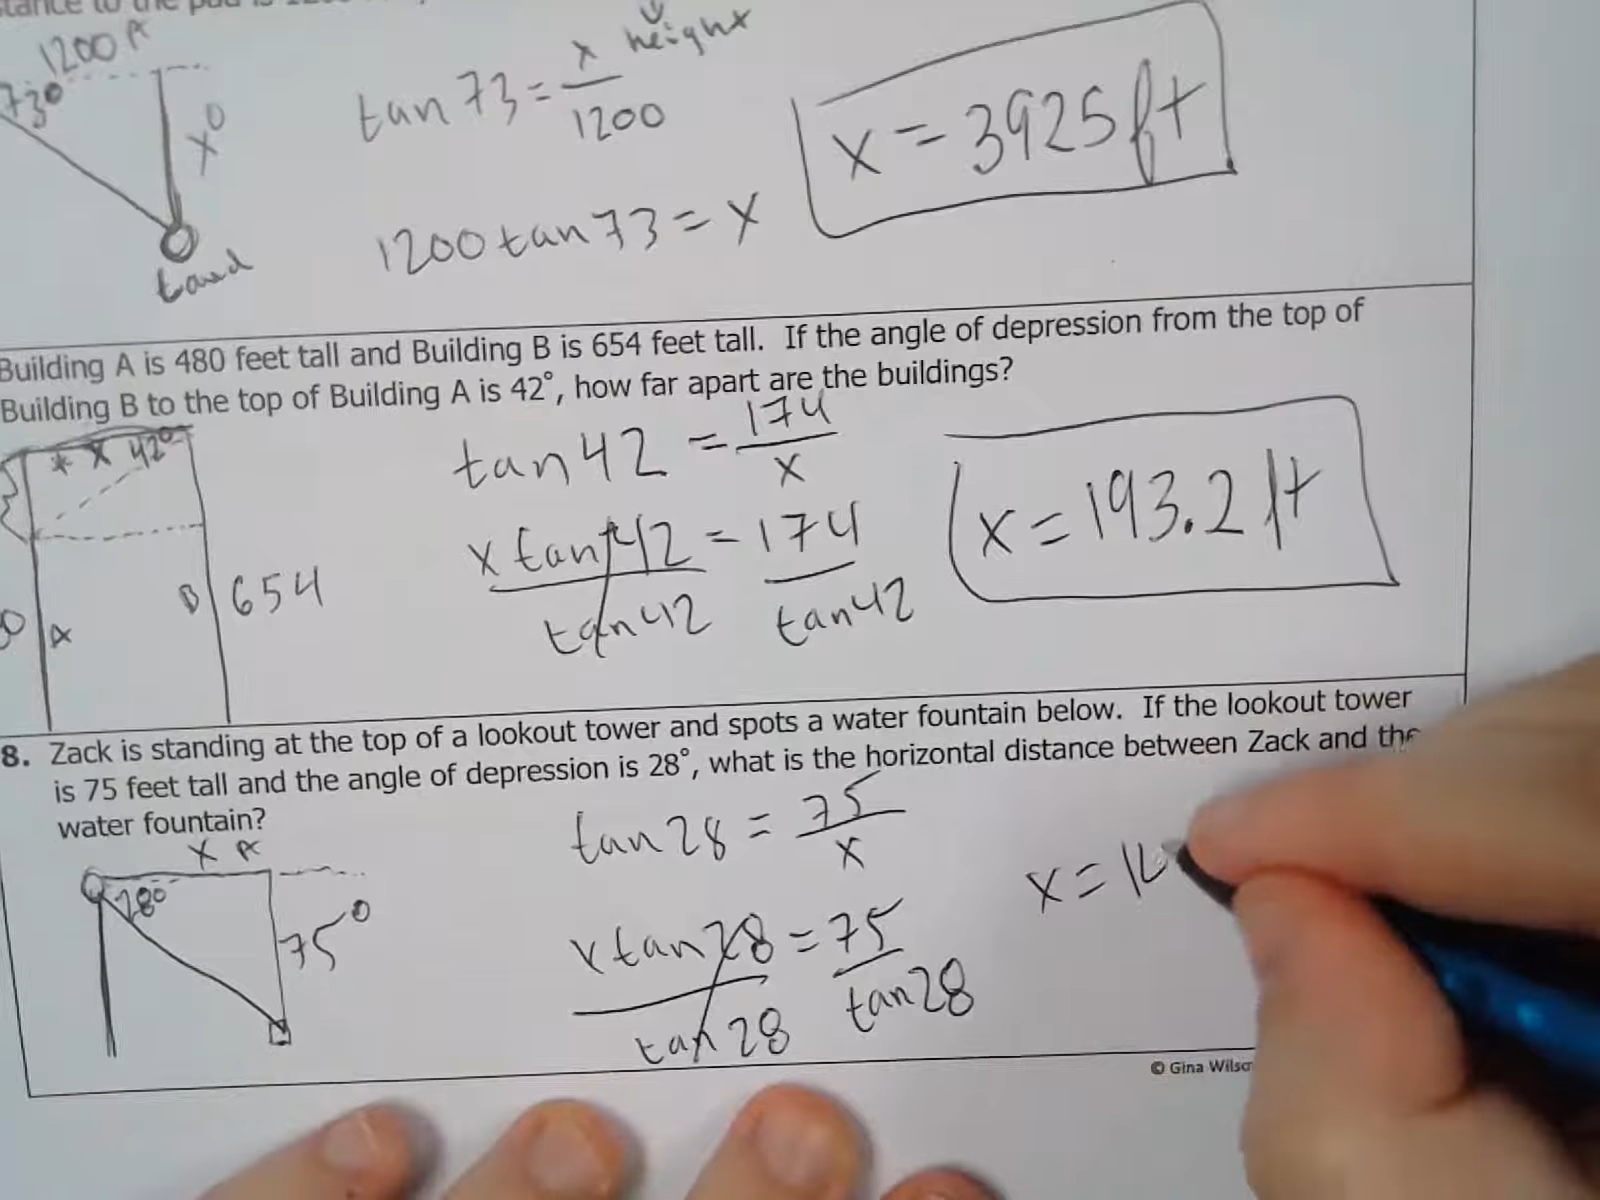 1200 ft
73°
x°
tan 73 = x/1200
height
1200 tan 73 = x
x = 3925 ft
Building A is 480 feet tall and Building B is 654 feet tall. If the angle of depression from the top of
Building B to the top of Building A is 42°, how far apart are the buildings?
* x 42°
A
B 654
tan 42 = 174/x
x tan 42 = 174
tan 42 tan 42
x = 193.2 ft
8. Zack is standing at the top of a lookout tower and spots a water fountain below. If the lookout tower
is 75 feet tall and the angle of depression is 28°, what is the horizontal distance between Zack and the
water fountain?
x ft
28°
75°
tan 28 = 75/x
x tan 28 = 75
tan 28 tan 28
x = 14
© Gina Wilso